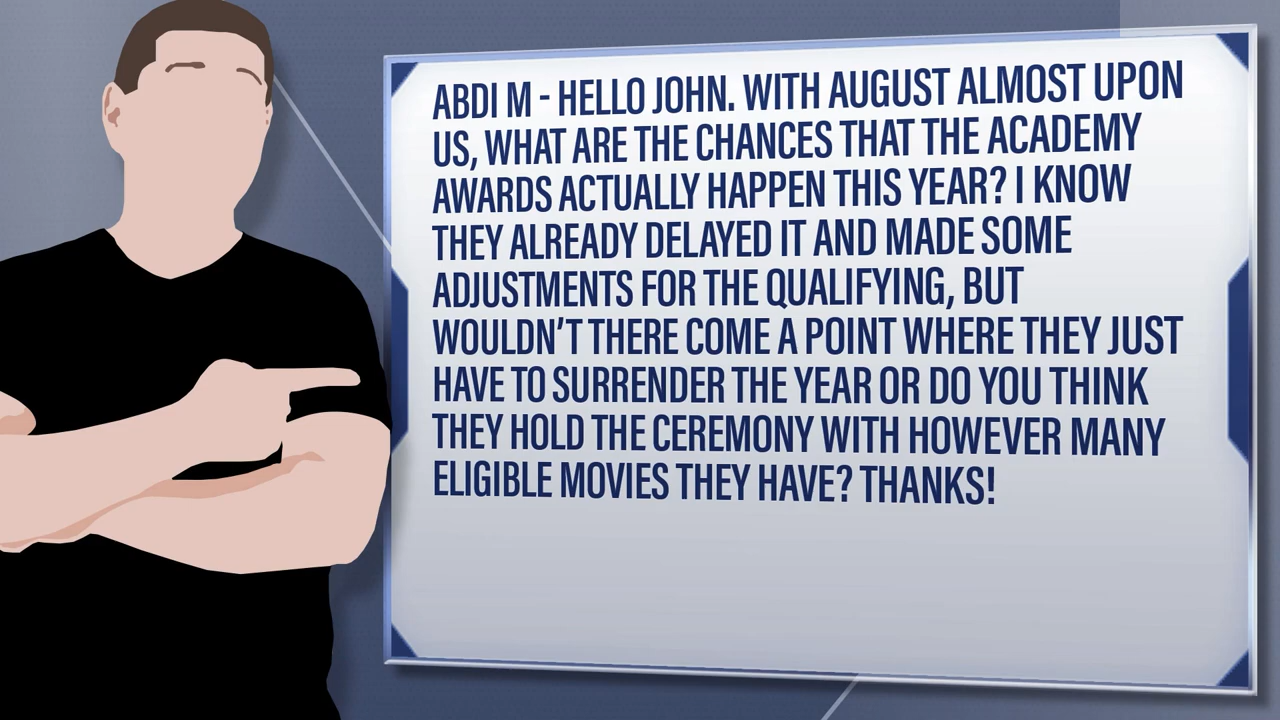 ABDI M - HELLO JOHN. WITH AUGUST ALMOST UPON
US, WHAT ARE THE CHANCES THAT THE ACADEMY
AWARDS ACTUALLY HAPPEN THIS YEAR? I KNOW
THEY ALREADY DELAYED IT AND MADE SOME
ADJUSTMENTS FOR THE QUALIFYING, BUT
WOULDN'T THERE COME A POINT WHERE THEY JUST
HAVE TO SURRENDER THE YEAR OR DO YOU THINK
THEY HOLD THE CEREMONY WITH HOWEVER MANY
ELIGIBLE MOVIES THEY HAVE? THANKS!